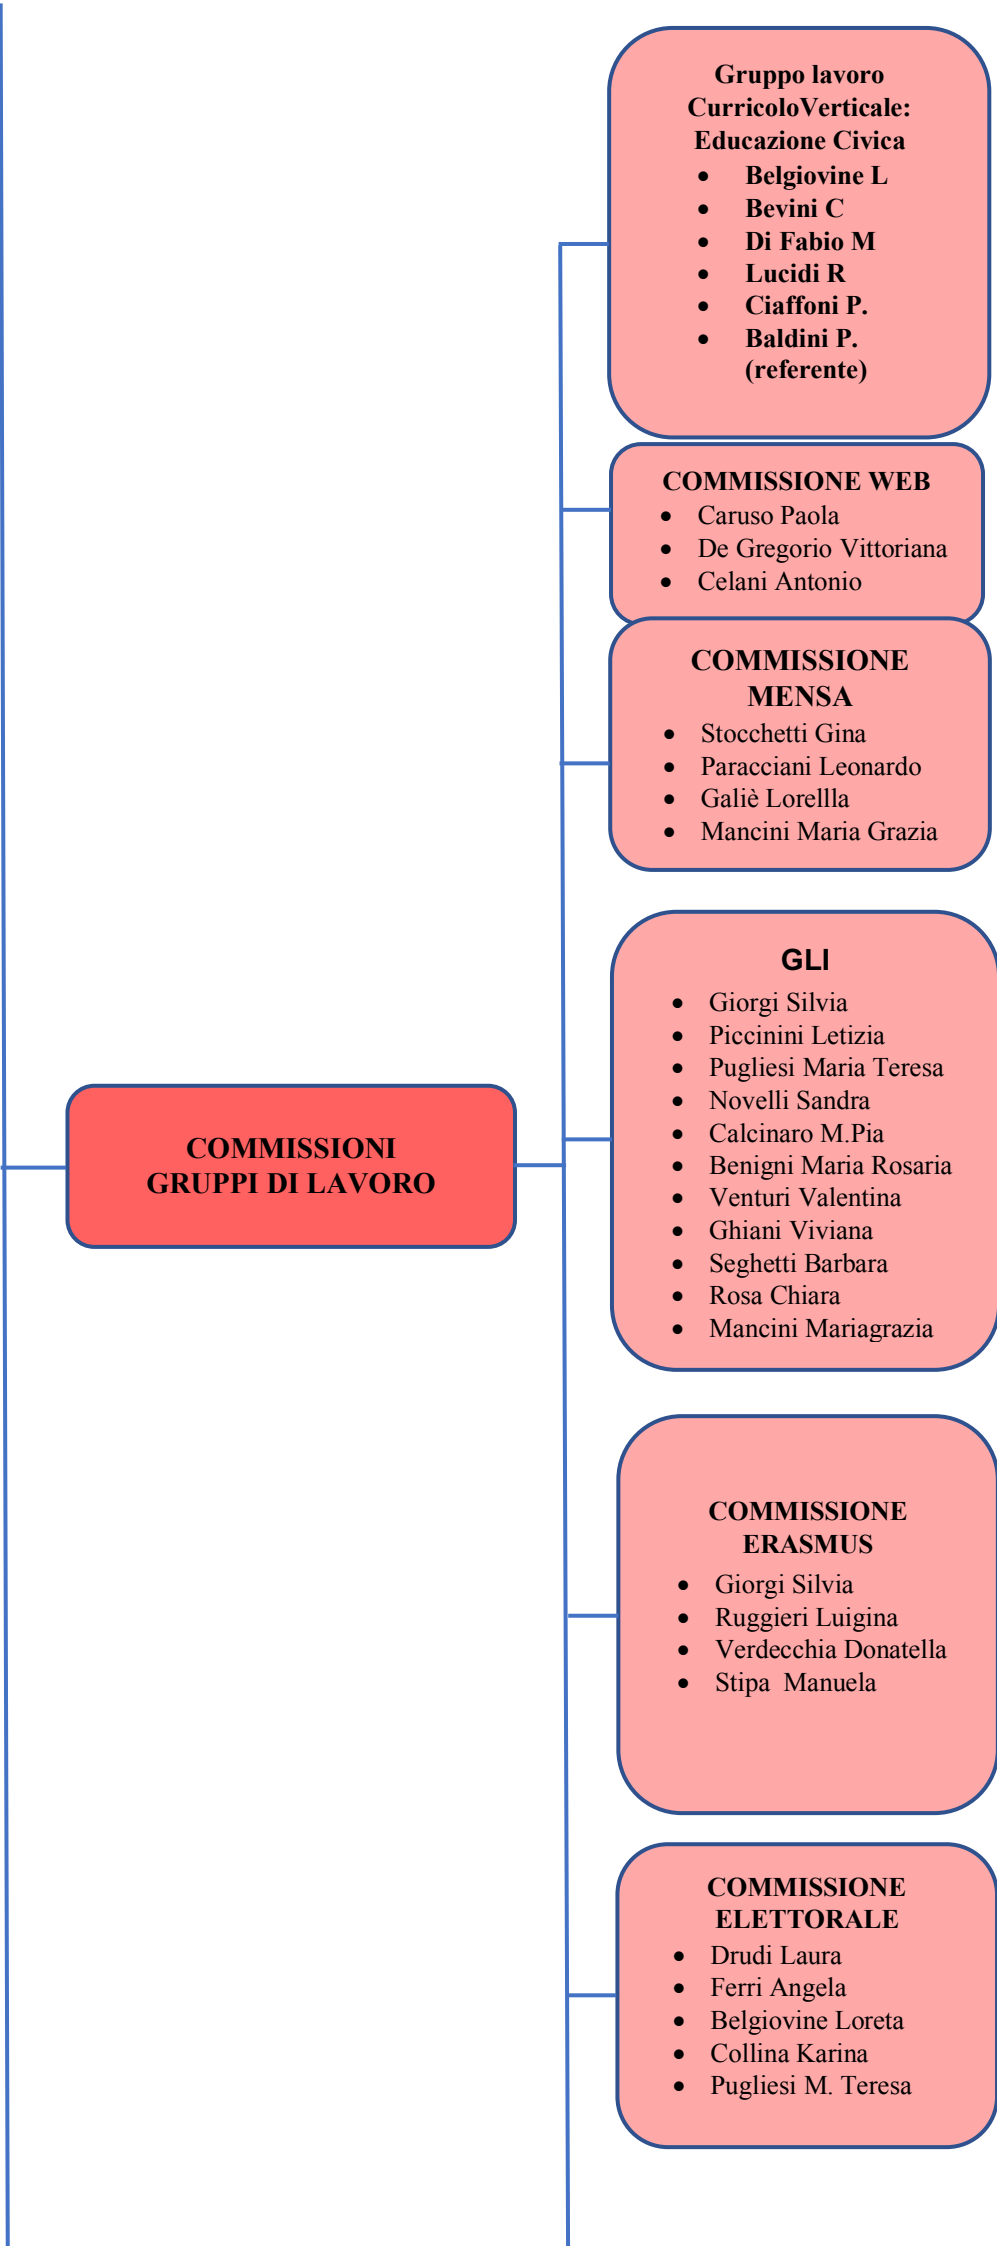 Gruppo lavoro
CurricoloVerticale:
Educazione Civica
• Belgiovine L
• Bevini C
• Di Fabio M
• Lucidi R
• Ciaffoni P.
• Baldini P.
(referente)
COMMISSIONE WEB
• Caruso Paola
• De Gregorio Vittoriana
• Celani Antonio
COMMISSIONE
MENSA
• Stocchetti Gina
• Paracciani Leonardo
• Galiè Lorellla
• Mancini Maria Grazia
GLI
• Giorgi Silvia
• Piccinini Letizia
• Pugliesi Maria Teresa
• Novelli Sandra
• Calcinaro M.Pia
• Benigni Maria Rosaria
• Venturi Valentina
• Ghiani Viviana
• Seghetti Barbara
• Rosa Chiara
• Mancini Mariagrazia
COMMISSIONI
GRUPPI DI LAVORO
COMMISSIONE
ERASMUS
• Giorgi Silvia
• Ruggieri Luigina
• Verdecchia Donatella
• Stipa  Manuela
COMMISSIONE
ELETTORALE
• Drudi Laura
• Ferri Angela
• Belgiovine Loreta
• Collina Karina
• Pugliesi M. Teresa